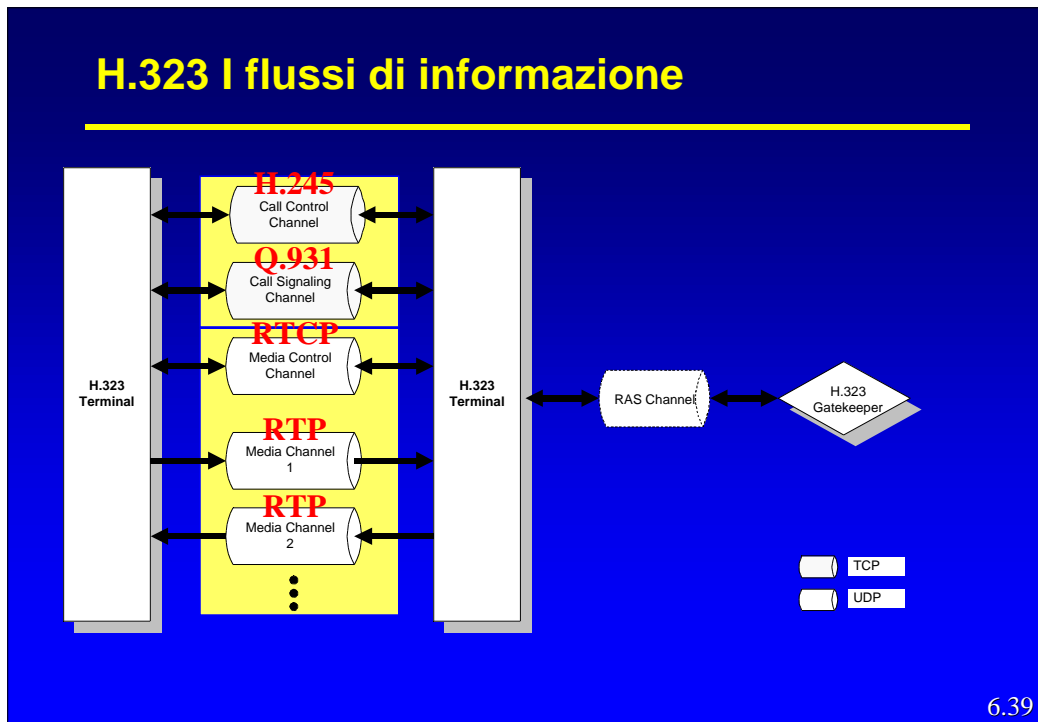 H.323 I flussi di informazione
H.245
Call Control
Channel
Q.931
Call Signaling
Channel
RTCP
Media Control
Channel
H.323
Terminal
H.323
Terminal
RAS Channel
H.323
Gatekeeper
RTP
Media Channel
1
RTP
Media Channel
2
TCP
UDP
6.39